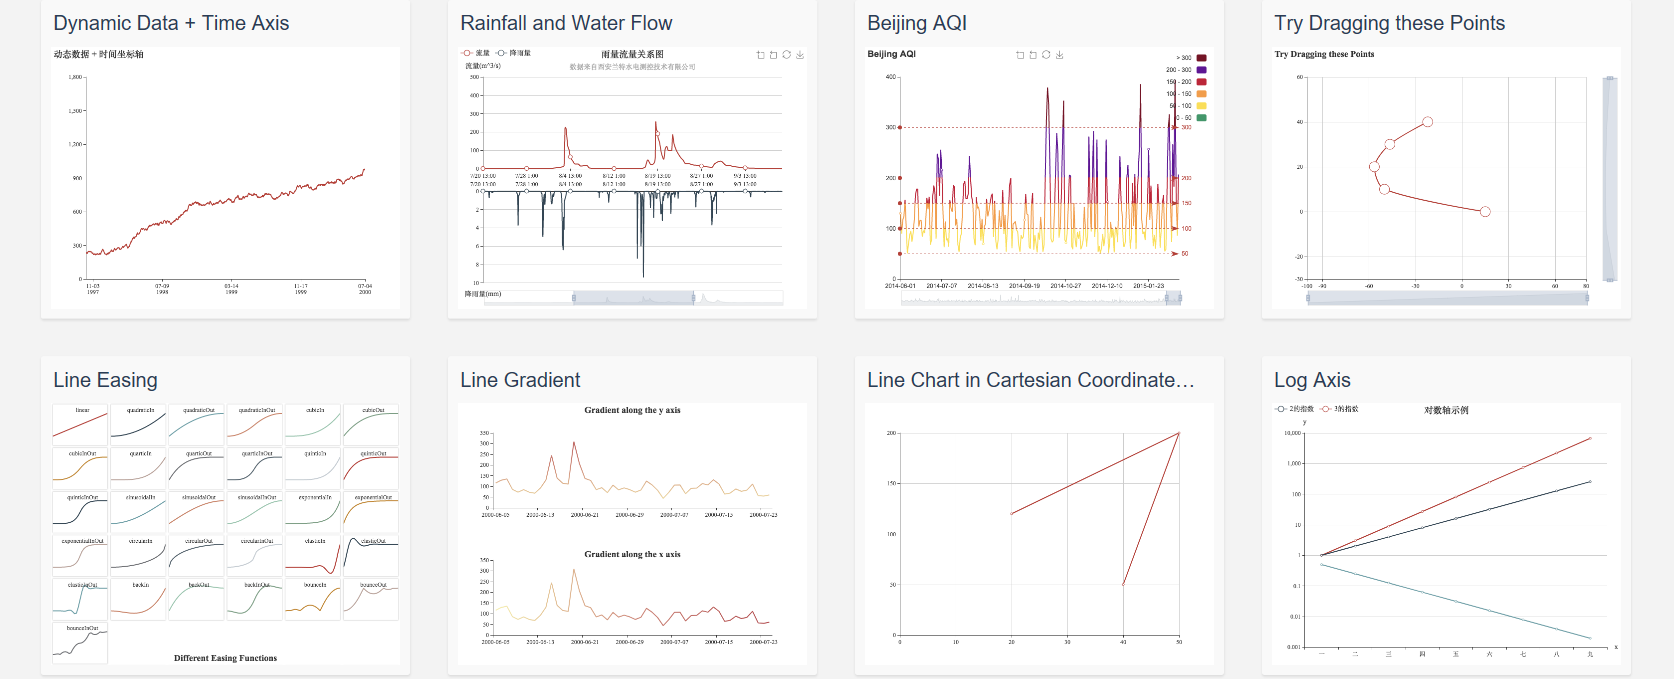 Dynamic Data + Time Axis
动态数据 + 时间坐标轴
1,800
1,500
1,200
900
600
300
0
11-03
1997
07-09
1998
03-14
1999
11-17
1999
07-04
2000
Rainfall and Water Flow
流量 降雨量
雨量流量关系图
流量(m^3/s)
数据来自西安兰特水电测控技术有限公司
500
400
300
200
100
0
7/20 13:00 7/28 1:00 8/4 13:00 8/12 1:00 8/19 13:00 8/27 1:00 9/3 13:00
7/20 13:00 7/28 1:00 8/4 13:00 8/12 1:00 8/19 13:00 8/27 1:00 9/3 13:00
2
4
6
8
10
降雨量(mm)
Beijing AQI
Beijing AQI
> 300
200 - 300
150 - 200
100 - 150
50 - 100
0 - 50
400
300
200
100
0
300
200
150
100
50
2014-06-01 2014-07-07 2014-08-13 2014-09-19 2014-10-27 2014-12-10 2015-01-23
Try Dragging these Points
Try Dragging these Points
60
40
20
0
-20
-30
-100 -90 -60 -30 0 60 80
Line Easing
linear quadraticIn quadraticOut quadraticInOut cubicIn cubicOut
cubicInOut quarticIn quarticOut quarticInOut quinticIn quinticOut
quinticInOut sinusoidalIn sinusoidalOut sinusoidalInOut exponentialIn exponentialOut
exponentialInOut circularIn circularOut circularInOut elasticIn elasticOut
elasticInOut backIn backOut backInOut bounceIn bounceOut
bounceInOut
Different Easing Functions
Line Gradient
Gradient along the y axis
350
300
250
200
150
100
50
0
2000-06-05 2000-06-13 2000-06-21 2000-06-29 2000-07-07 2000-07-15 2000-07-23
Gradient along the x axis
350
300
250
200
150
100
50
0
2000-06-05 2000-06-13 2000-06-21 2000-06-29 2000-07-07 2000-07-15 2000-07-23
Line Chart in Cartesian Coordinate…
200
150
100
50
0
0 10 20 30 40 50
Log Axis
2的指数 3的指数
对数轴示例
y
10,000
1,000
100
10
1
0.1
0.01
0.001
一 二 三 四 五 六 七 八 九
x